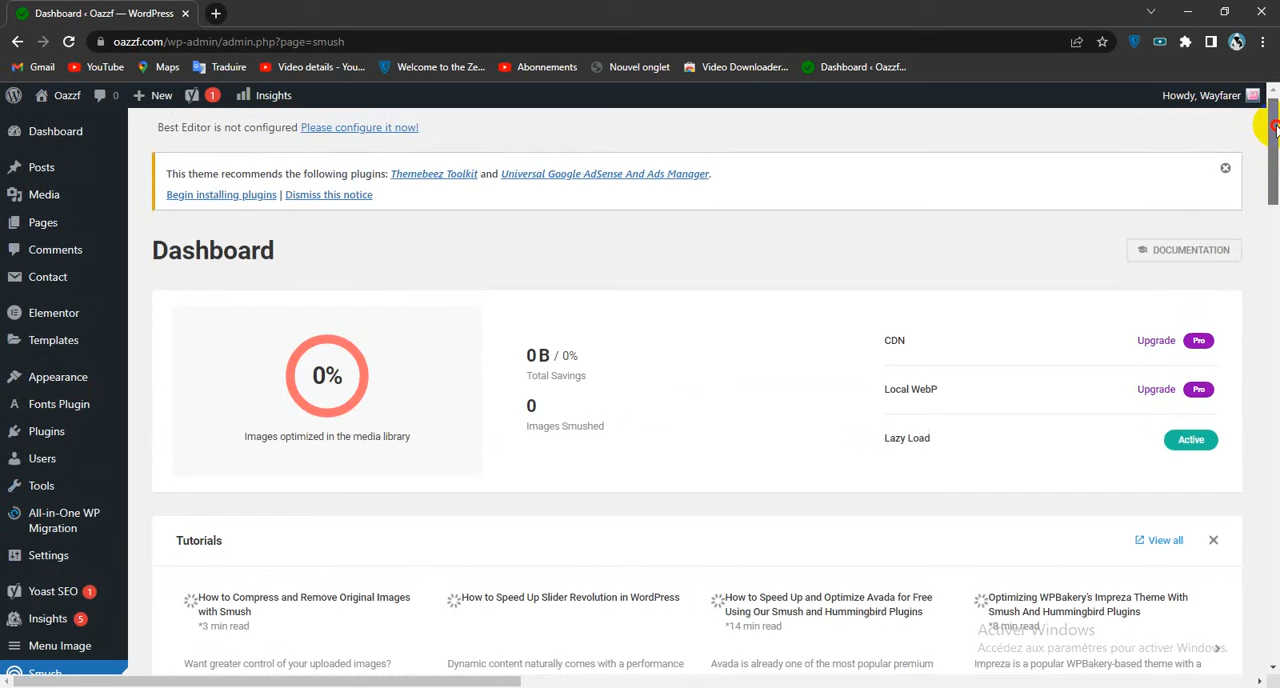 Dashboard ‹ Oazzf — WordPress
oazzf.com/wp-admin/admin.php?page=smush
Gmail YouTube Maps Traduire Video details - You... Welcome to the Ze... Abonnements Nouvel onglet Video Downloader... Dashboard ‹ Oazzf...
Oazzf 0 New 1 Insights Howdy, Wayfarer
Best Editor is not configured Please configure it now!
This theme recommends the following plugins: Themebeez Toolkit and Universal Google AdSense And Ads Manager.
Begin installing plugins | Dismiss this notice
Dashboard
Posts
Media
Pages
Comments
Contact
Elementor
Templates
Appearance
Fonts Plugin
Plugins
Users
Tools
All-in-One WP
Migration
Settings
Yoast SEO 1
Insights 5
Menu Image
Smush
Dashboard
DOCUMENTATION
0%
Images optimized in the media library
0 B / 0%
Total Savings
0
Images Smushed
CDN Upgrade Pro
Local WebP Upgrade Pro
Lazy Load Active
Tutorials
View all
How to Compress and Remove Original Images
with Smush
*3 min read
Want greater control of your uploaded images?
How to Speed Up Slider Revolution in WordPress
Dynamic content naturally comes with a performance
How to Speed Up and Optimize Avada for Free
Using Our Smush and Hummingbird Plugins
*14 min read
Avada is already one of the most popular premium
Optimizing WPBakery's Impreza Theme With
Smush And Hummingbird Plugins
*8 min read
Impreza is a popular WPBakery-based theme with a
Activer Windows
Accédez aux paramètres pour activer Windows.